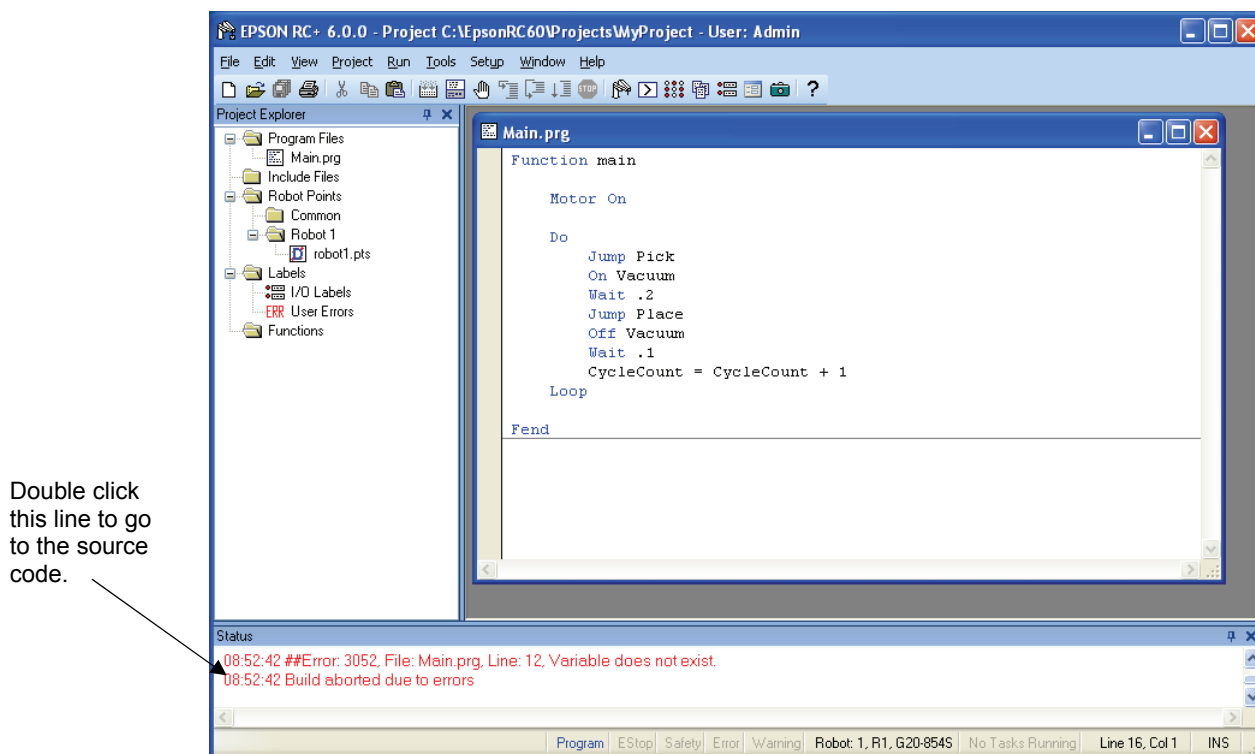 EPSON RC+ 6.0.0 - Project C:\EpsonRC60\Projects\MyProject - User: Admin
File Edit View Project Run Tools Setup Window Help
STOP
?
Project Explorer
Program Files
Main.prg
Include Files
Robot Points
Common
Robot 1
robot1.pts
Labels
I/O Labels
ERR User Errors
Functions
Main.prg
Function main
Motor On
Do
Jump Pick
On Vacuum
Wait .2
Jump Place
Off Vacuum
Wait .1
CycleCount = CycleCount + 1
Loop
Fend
Double click
this line to go
to the source
code.
Status
08:52:42 ##Error: 3052, File: Main.prg, Line: 12, Variable does not exist.
08:52:42 Build aborted due to errors
Program EStop Safety Error Warning Robot: 1, R1, G20-854S No Tasks Running Line 16, Col 1 INS